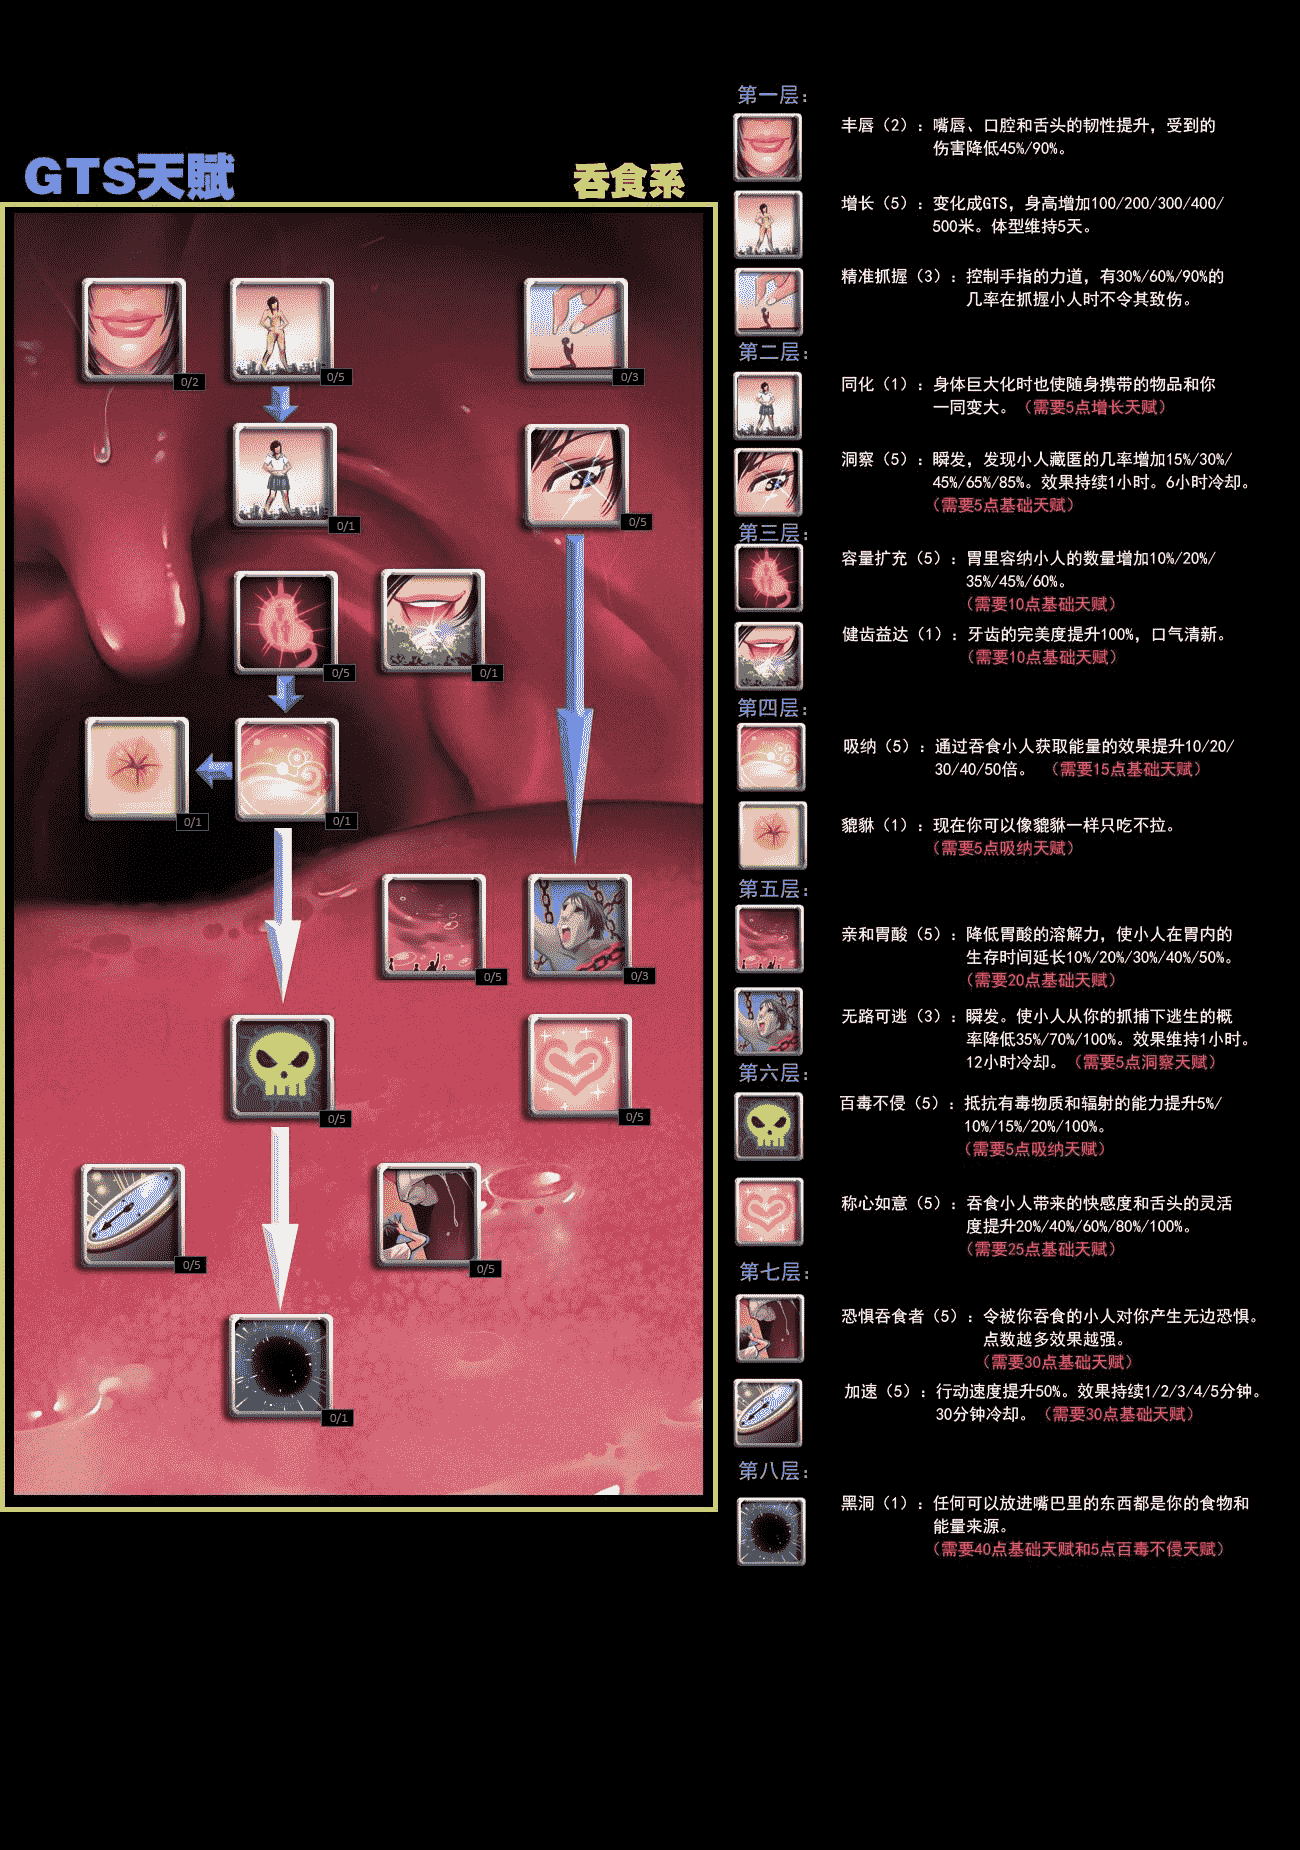 GTS天赋
吞食系
0/2
0/5
0/3
0/1
0/5
0/5
0/1
0/1
0/1
0/5
0/3
0/5
0/5
0/5
0/5
0/1
第一层：
丰唇（2）：嘴唇、口腔和舌头的韧性提升，受到的
伤害降低45%/90%。
增长（5）：变化成GTS，身高增加100/200/300/400/
500米。体型维持5天。
精准抓握（3）：控制手指的力道，有30%/60%/90%的
几率在抓握小人时不令其致伤。
第二层：
同化（1）：身体巨大化时也使随身携带的物品和你
一同变大。（需要5点增长天赋）
洞察（5）：瞬发，发现小人藏匿的几率增加15%/30%/
45%/65%/85%。效果持续1小时。6小时冷却。
（需要5点基础天赋）
第三层：
容量扩充（5）：胃里容纳小人的数量增加10%/20%/
35%/45%/60%。
（需要10点基础天赋）
健齿益达（1）：牙齿的完美度提升100%，口气清新。
（需要10点基础天赋）
第四层：
吸纳（5）：通过吞食小人获取能量的效果提升10/20/
30/40/50倍。（需要15点基础天赋）
貔貅（1）：现在你可以像貔貅一样只吃不拉。
（需要5点吸纳天赋）
第五层：
亲和胃酸（5）：降低胃酸的溶解力，使小人在胃内的
生存时间延长10%/20%/30%/40%/50%。
（需要20点基础天赋）
无路可逃（3）：瞬发。使小人从你的抓捕下逃生的概
率降低35%/70%/100%。效果维持1小时。
12小时冷却。（需要5点洞察天赋）
第六层：
百毒不侵（5）：抵抗有毒物质和辐射的能力提升5%/
10%/15%/20%/100%。
（需要5点吸纳天赋）
称心如意（5）：吞食小人带来的快感度和舌头的灵活
度提升20%/40%/60%/80%/100%。
（需要25点基础天赋）
第七层：
恐惧吞食者（5）：令被你吞食的小人对你产生无边恐惧。
点数越多效果越强。
（需要30点基础天赋）
加速（5）：行动速度提升50%。效果持续1/2/3/4/5分钟。
30分钟冷却。（需要30点基础天赋）
第八层：
黑洞（1）：任何可以放进嘴巴里的东西都是你的食物和
能量来源。
（需要40点基础天赋和5点百毒不侵天赋）